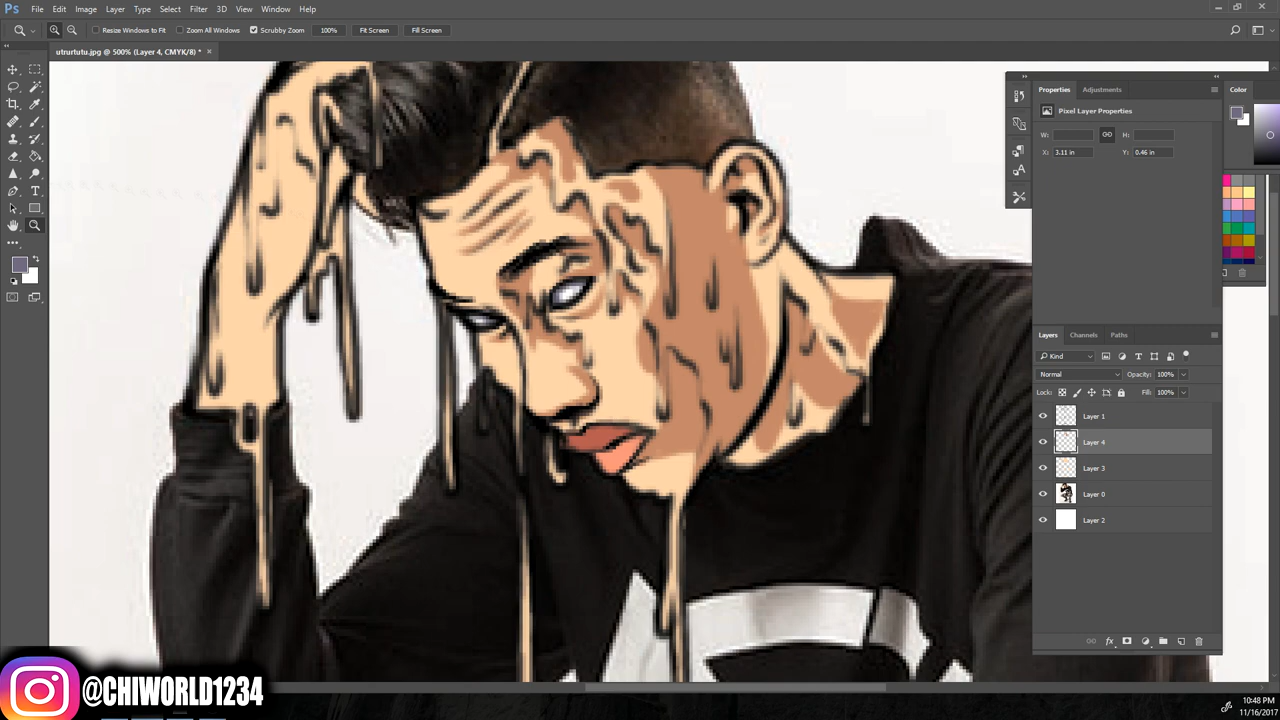 Ps File Edit Image Layer Type Select Filter 3D View Window Help
Resize Windows to Fit Zoom All Windows Scrubby Zoom 100% Fit Screen Fill Screen
utrurtutu.jpg @ 500% (Layer 4, CMYK/8) * ×
Properties Adjustments
Color
Pixel Layer Properties
W: H:
X: 3.11 in Y: 0.46 in
Layers Channels Paths
Kind
Normal Opacity: 100%
Lock: Fill: 100%
Layer 1
Layer 4
Layer 3
Layer 0
Layer 2
fx
@CHIWORLD1234
10:48 PM
11/16/2017